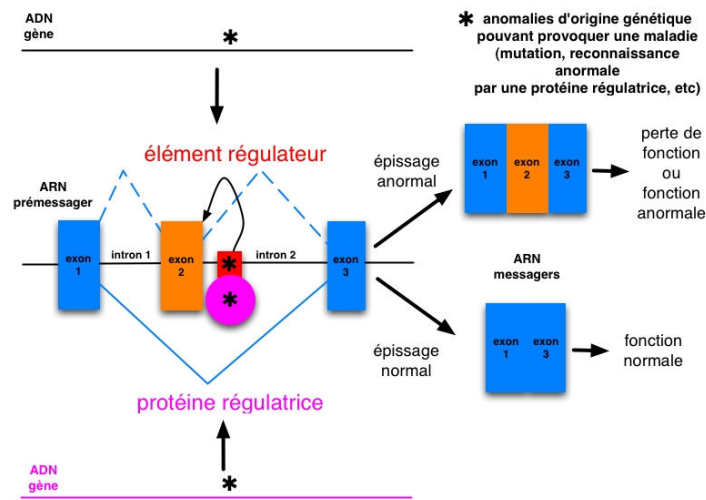 ADN
gène
*
* anomalies d'origine génétique
pouvant provoquer une maladie
(mutation, reconnaissance
anormale
par une protéine régulatrice, etc)
élément régulateur
ARN
prémessager
exon
1
intron 1
exon
2
*
*
intron 2
exon
3
épissage
anormal
exon
1
exon
2
exon
3
perte de
fonction
ou
fonction
anormale
ARN
messagers
épissage
normal
exon
1
exon
3
fonction
normale
protéine régulatrice
ADN
gène
*